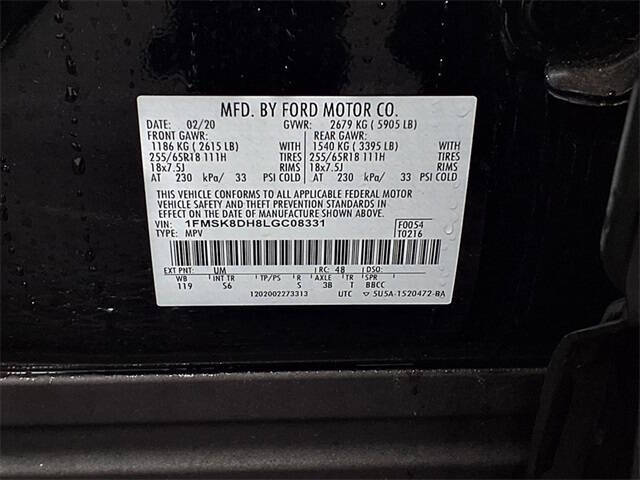 MFD. BY FORD MOTOR CO.
02/20 GVWR: 2679 KG ( 5905 LB)
FRONT GAWR: REAR GAWR:
1186 KG ( 2615 LB) WITH 1540 KG ( 3395 LB) WITH
255/65R18 111H TIRES 255/65R18 111H TIRES
18x7.5J RIMS 18x7.5J RIMS
AT 230 kPa/ 33 PSI COLD AT 230 kPa/ 33 PSI COLD
THIS VEHICLE CONFORMS TO ALL APPLICABLE FEDERAL MOTOR
VEHICLE SAFETY AND THEFT PREVENTION STANDARDS IN
EFFECT ON THE DATE OF MANUFACTURE SHOWN ABOVE.
VIN: 1FMSK8DH8LGC08331 F0054
TYPE: MPV T0216
EXT PNT: UM RC: 48 DSO:
WB INT TR TP/PS R AXLE TR SPR
119 S6 S 3B T BBCC
1202002273313 UTC SU5A-1520472-BA